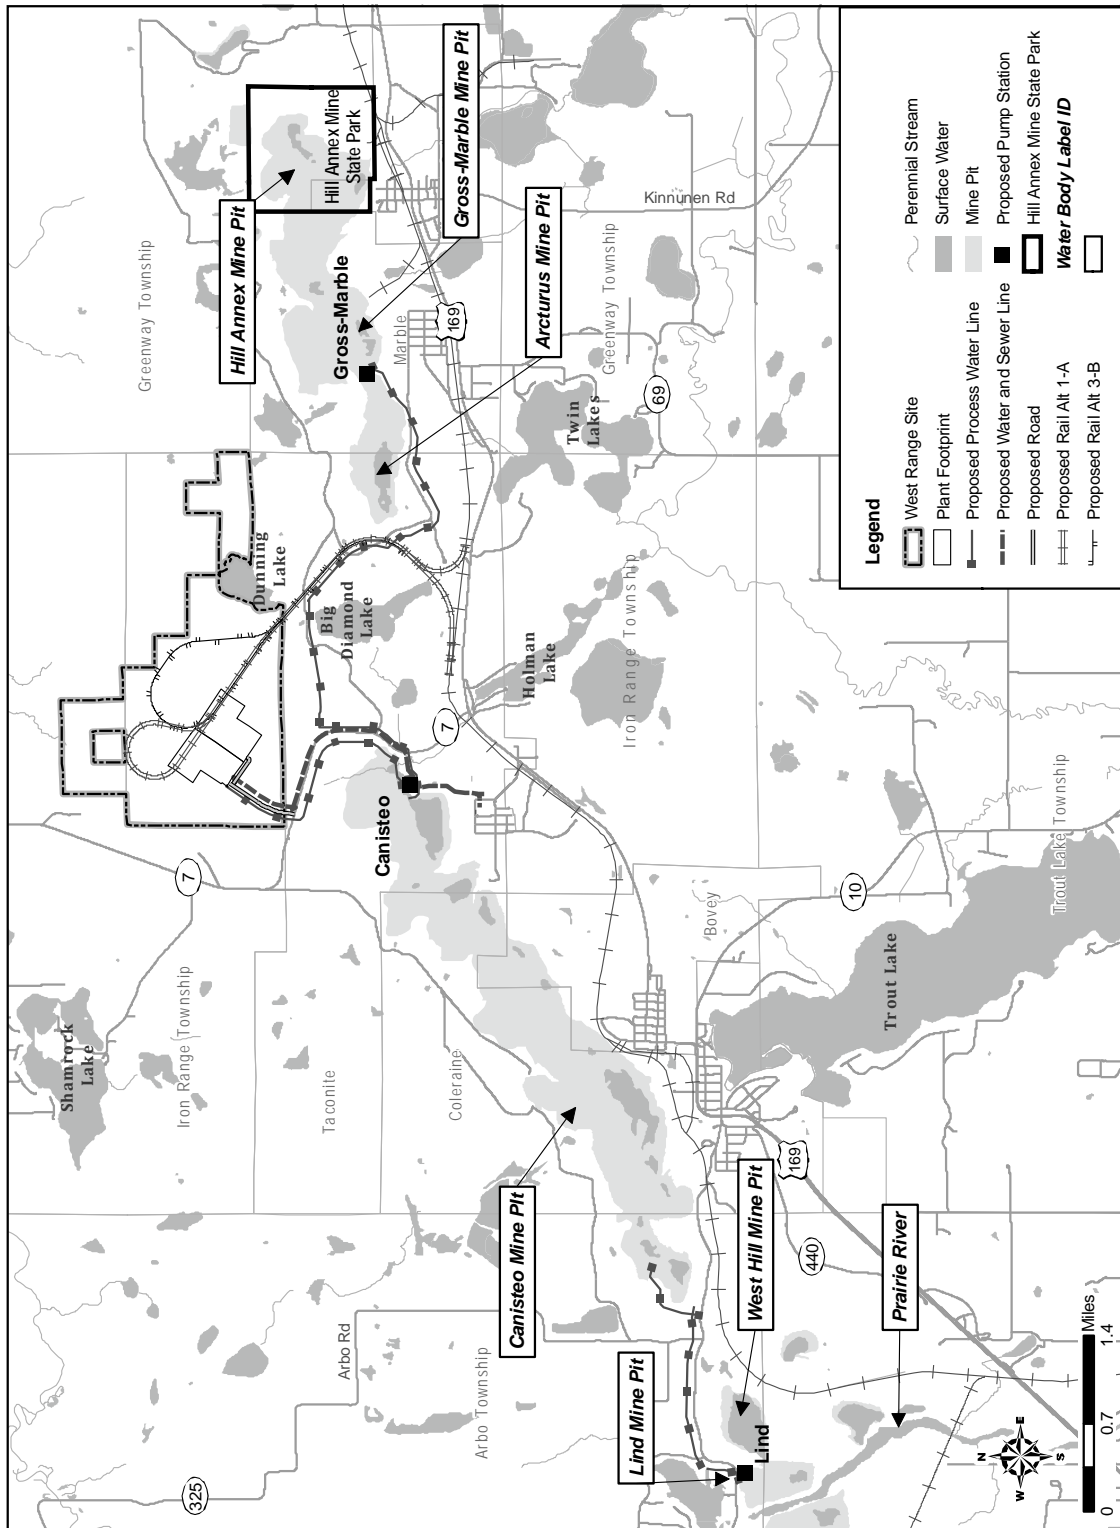 Greenway Township
Hill Annex Mine Pit
Hill Annex Mine
State Park
Gross-Marble
Gross-Marble Mine Pit
Marble
169
Arcturus Mine Pit
Kinnunen Rd
Greenway Township
69
Twin
Lakes
Dunning
Lake
Big
Diamond
Lake
Holman
Lake
Iron Range Township
7
Canisteo
7
Shamrock
Lake
Iron Range Township
Taconite
Coleraine
Bovey
10
Trout Lake
Trout Lake Township
Canisteo Mine PIt
169
440
West Hill Mine Pit
Prairie River
Lind Mine Pit
Lind
Arbo Rd
Arbo Township
325
N
E
S
W
0
0.7
1.4
Miles
Legend
West Range Site
Plant Footprint
Proposed Process Water Line
Proposed Water and Sewer Line
Proposed Road
Proposed Rail Alt 1-A
Proposed Rail Alt 3-B
Perennial Stream
Surface Water
Mine Pit
Proposed Pump Station
Hill Annex Mine State Park
Water Body Label ID